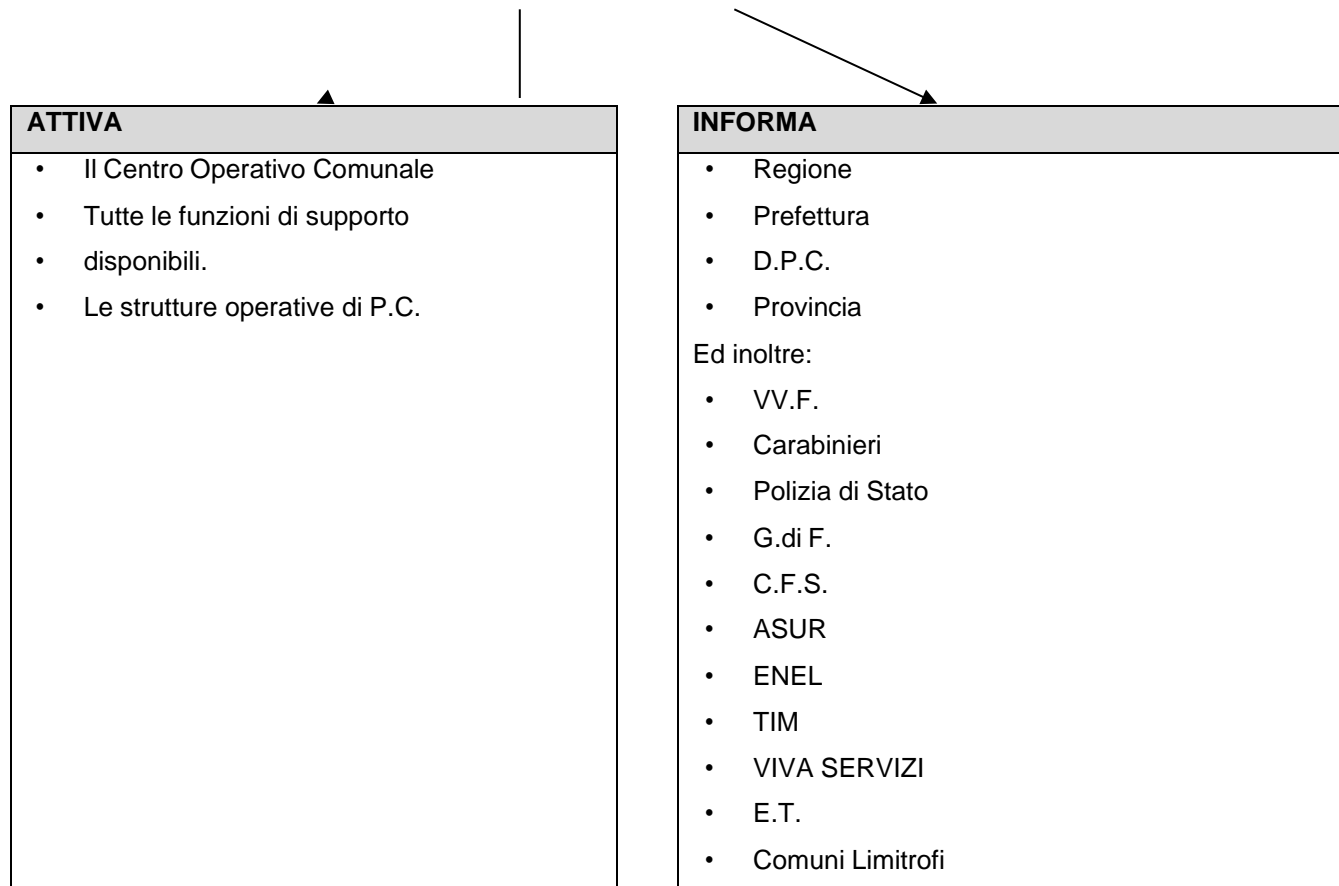 ATTIVA
• Il Centro Operativo Comunale
• Tutte le funzioni di supporto
• disponibili.
• Le strutture operative di P.C.
INFORMA
• Regione
• Prefettura
• D.P.C.
• Provincia
Ed inoltre:
• VV.F.
• Carabinieri
• Polizia di Stato
• G.di F.
• C.F.S.
• ASUR
• ENEL
• TIM
• VIVA SERVIZI
• E.T.
• Comuni Limitrofi